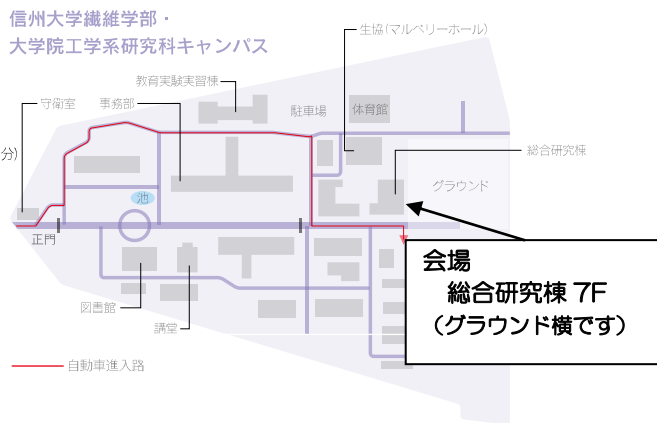 信州大学繊維学部・
大学院工学系研究科キャンパス
生協（マルベリーホール）
教育実験実習棟
守衛室
事務部
駐車場
体育館
分）
総合研究棟
グラウンド
池
正門
会場
総合研究棟 7F
（グラウンド横です）
図書館
講堂
自動車進入路